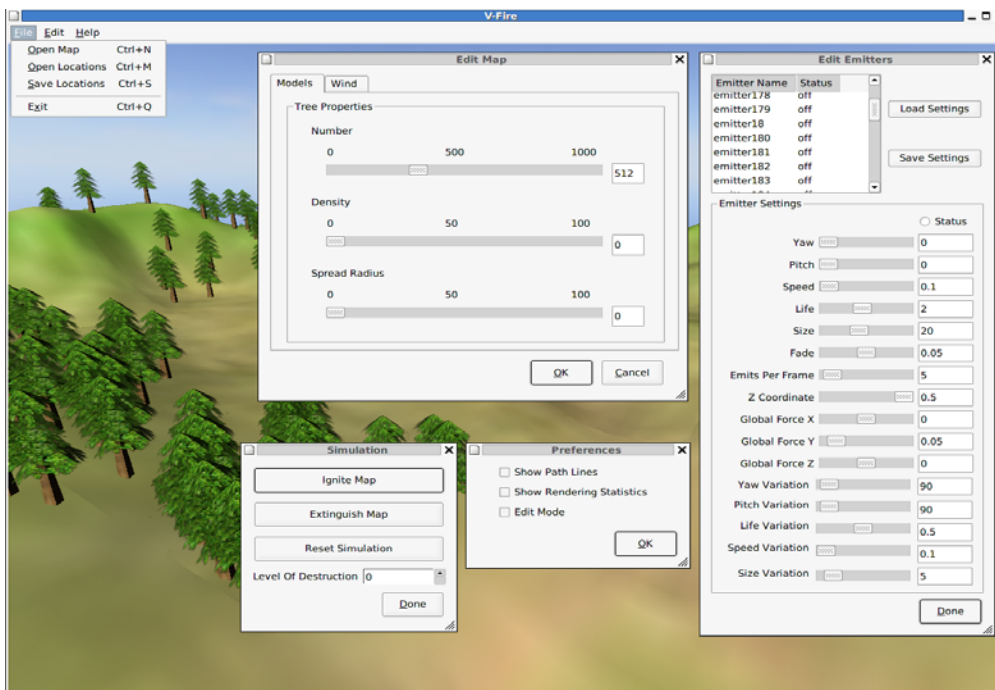 V-Fire
File Edit Help
Open Map Ctrl+N
Open Locations Ctrl+M
Save Locations Ctrl+S
Exit Ctrl+Q
Edit Map
Models Wind
Tree Properties
Number
0 500 1000
512
Density
0 50 100
0
Spread Radius
0 50 100
0
OK Cancel
Simulation
Ignite Map
Extinguish Map
Reset Simulation
Level Of Destruction 0
Done
Preferences
Show Path Lines
Show Rendering Statistics
Edit Mode
OK
Edit Emitters
Emitter Name Status
emitter178 off
emitter179 off
emitter18 off
emitter180 off
emitter181 off
emitter182 off
emitter183 off
Load Settings
Save Settings
Emitter Settings
Status
Yaw 0
Pitch 0
Speed 0.1
Life 2
Size 20
Fade 0.05
Emits Per Frame 5
Z Coordinate 0.5
Global Force X 0
Global Force Y 0.05
Global Force Z 0
Yaw Variation 90
Pitch Variation 90
Life Variation 0.5
Speed Variation 0.1
Size Variation 5
Done